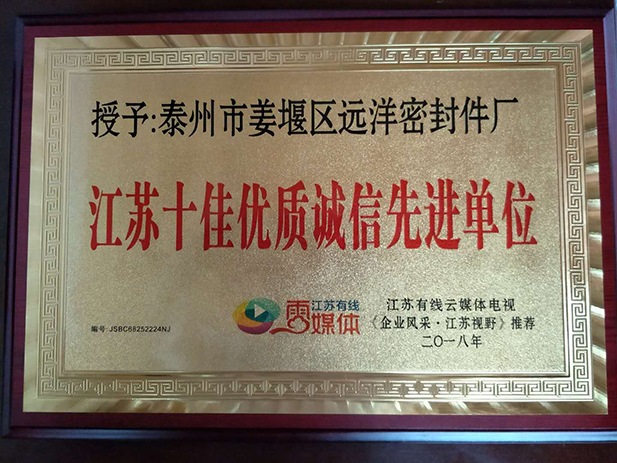 授予:泰州市姜堰区远洋密封件厂
江苏十佳优质诚信先进单位
编号: JSBC68252224NJ
江苏有线
云媒体
江苏有线云媒体电视
《企业风采·江苏视野》推荐
二〇一八年